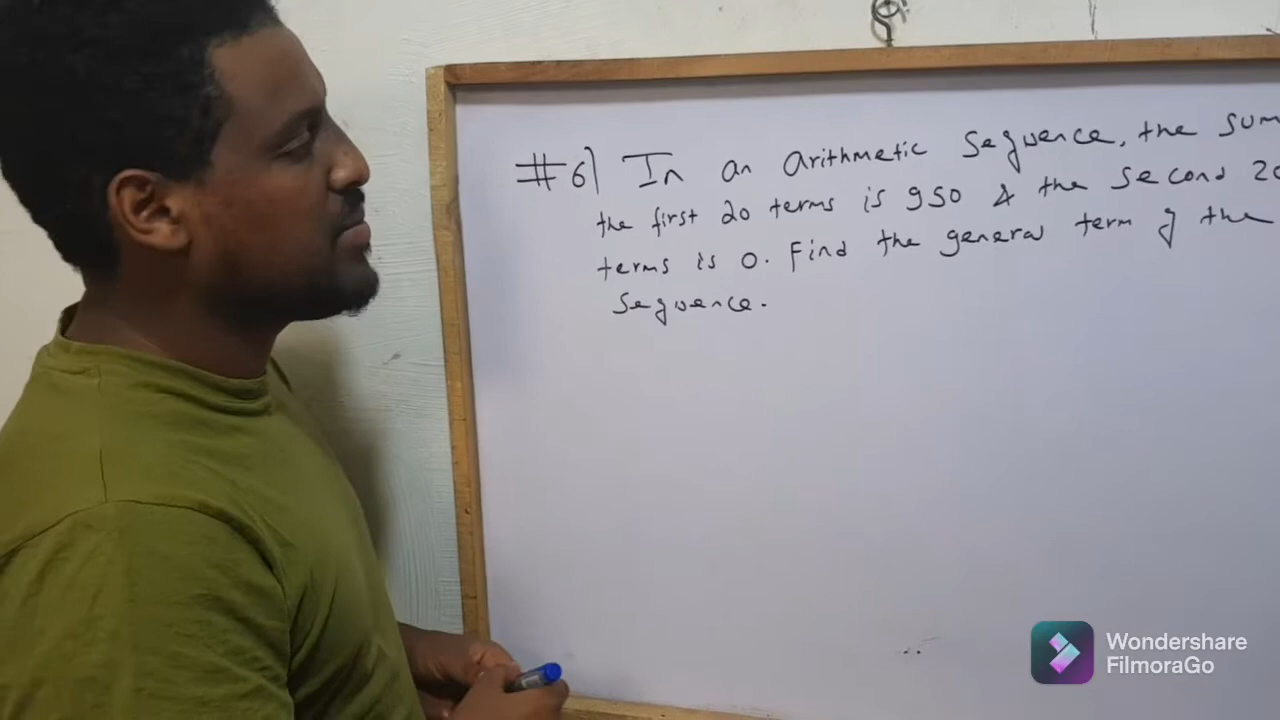 #6) In an arithmetic sequence, the sum
the first 20 terms is 950 & the second 20
terms is 0. Find the general term of the
sequence.
Wondershare
FilmoraGo